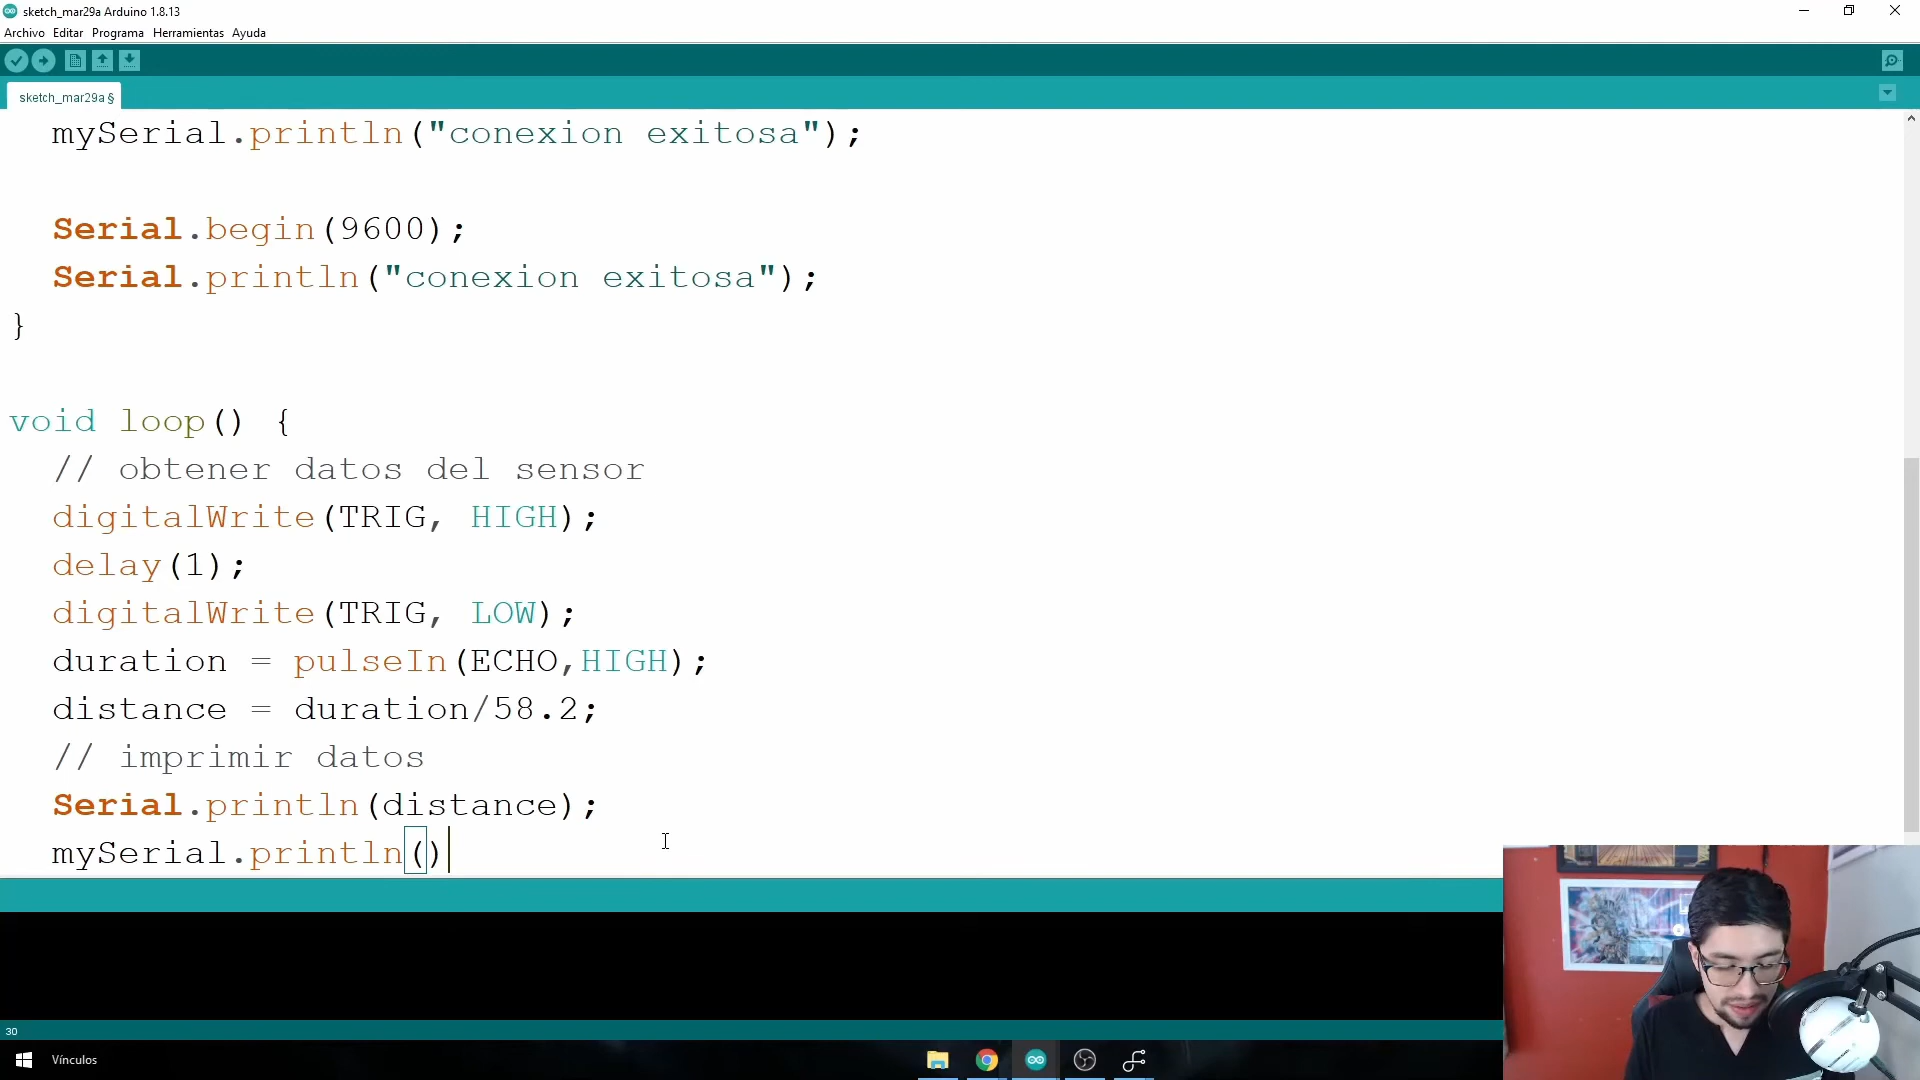 sketch_mar29a Arduino 1.8.13
Archivo Editar Programa Herramientas Ayuda
sketch_mar29a §
mySerial.println("conexion exitosa");
Serial.begin(9600);
Serial.println("conexion exitosa");
}
void loop() {
// obtener datos del sensor
digitalWrite(TRIG, HIGH);
delay(1);
digitalWrite(TRIG, LOW);
duration = pulseIn(ECHO,HIGH);
distance = duration/58.2;
// imprimir datos
Serial.println(distance);
mySerial.println()
30
Vínculos